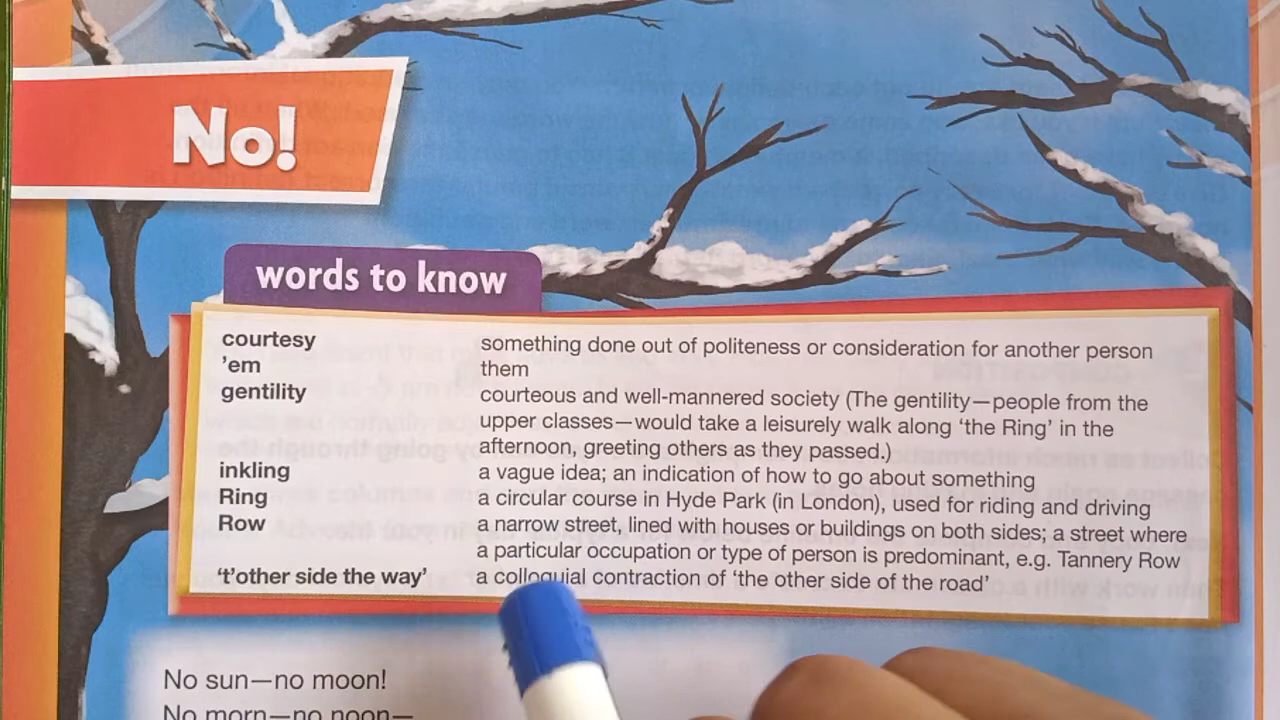 No!
words to know
courtesy something done out of politeness or consideration for another person
'em them
gentility courteous and well-mannered society (The gentility—people from the
upper classes—would take a leisurely walk along 'the Ring' in the
afternoon, greeting others as they passed.)
inkling a vague idea; an indication of how to go about something
Ring a circular course in Hyde Park (in London), used for riding and driving
Row a narrow street, lined with houses or buildings on both sides; a street where
a particular occupation or type of person is predominant, e.g. Tannery Row
't'other side the way' a colloquial contraction of 'the other side of the road'
No sun—no moon!
No morn—no noon—